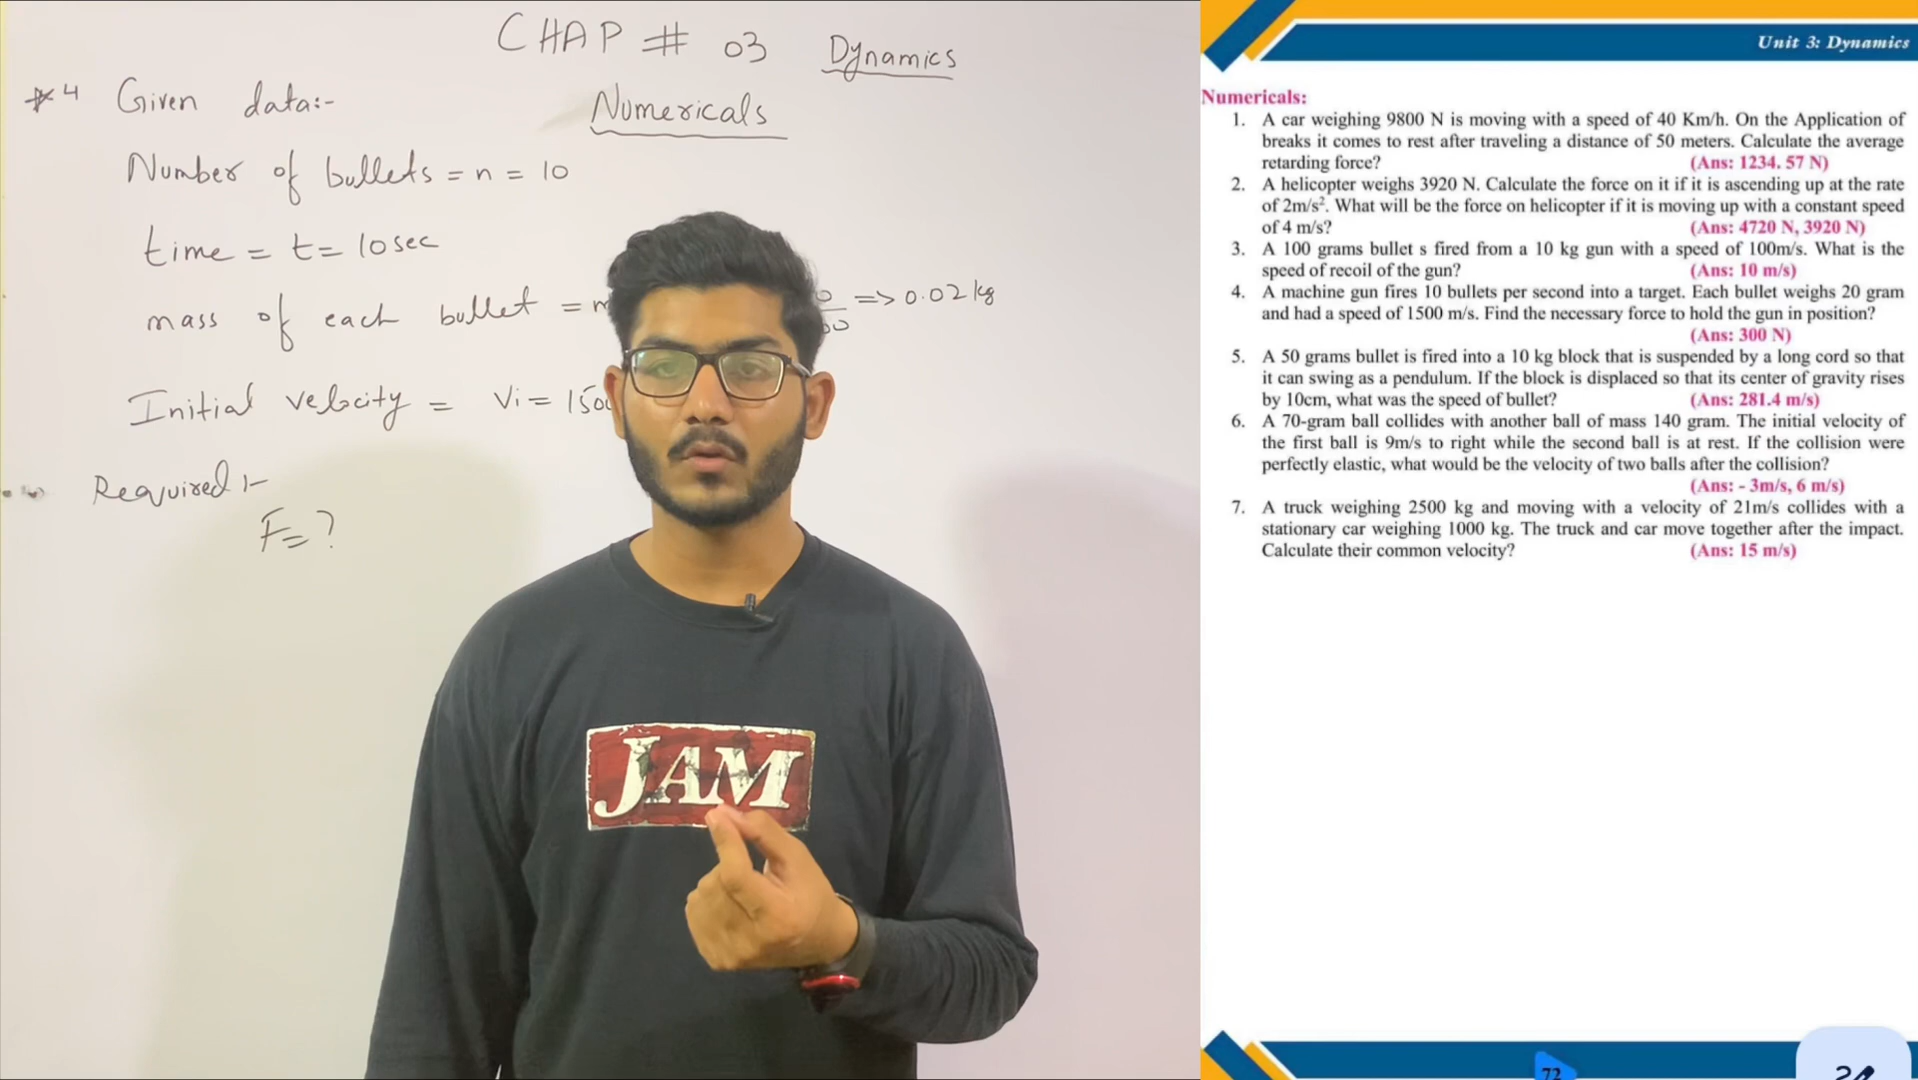 CHAP # 03 Dynamics
Numericals
*4 Given data:-
Number of bullets = n = 10
time = t = 10 sec
mass of each bullet = m => 0.02 kg
Initial velocity = Vi = 150
Required :-
F = ?
JAM
Unit 3: Dynamics
Numericals:
1. A car weighing 9800 N is moving with a speed of 40 Km/h. On the Application of
breaks it comes to rest after traveling a distance of 50 meters. Calculate the average
retarding force? (Ans: 1234. 57 N)
2. A helicopter weighs 3920 N. Calculate the force on it if it is ascending up at the rate
of 2m/s². What will be the force on helicopter if it is moving up with a constant speed
of 4 m/s? (Ans: 4720 N, 3920 N)
3. A 100 grams bullet s fired from a 10 kg gun with a speed of 100m/s. What is the
speed of recoil of the gun? (Ans: 10 m/s)
4. A machine gun fires 10 bullets per second into a target. Each bullet weighs 20 gram
and had a speed of 1500 m/s. Find the necessary force to hold the gun in position?
(Ans: 300 N)
5. A 50 grams bullet is fired into a 10 kg block that is suspended by a long cord so that
it can swing as a pendulum. If the block is displaced so that its center of gravity rises
by 10cm, what was the speed of bullet? (Ans: 281.4 m/s)
6. A 70-gram ball collides with another ball of mass 140 gram. The initial velocity of
the first ball is 9m/s to right while the second ball is at rest. If the collision were
perfectly elastic, what would be the velocity of two balls after the collision?
(Ans: - 3m/s, 6 m/s)
7. A truck weighing 2500 kg and moving with a velocity of 21m/s collides with a
stationary car weighing 1000 kg. The truck and car move together after the impact.
Calculate their common velocity? (Ans: 15 m/s)
72